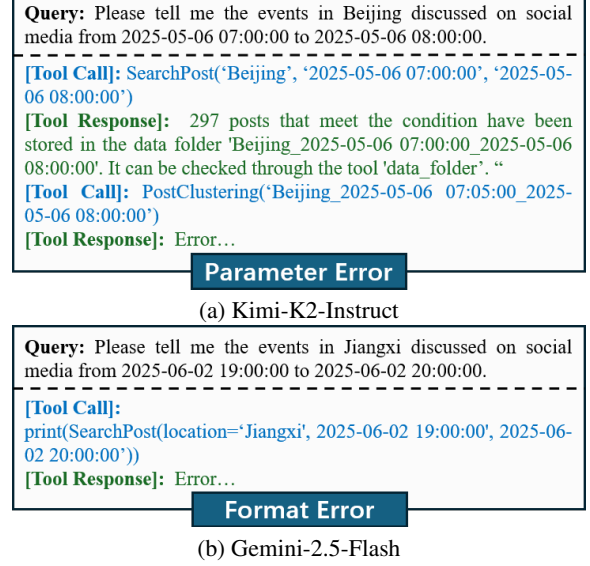 Query: Please tell me the events in Beijing discussed on social
media from 2025-05-06 07:00:00 to 2025-05-06 08:00:00.
[Tool Call]: SearchPost(‘Beijing’, ‘2025-05-06 07:00:00’, ‘2025-05-
06 08:00:00’)
[Tool Response]: 297 posts that meet the condition have been
stored in the data folder 'Beijing_2025-05-06 07:00:00_2025-05-06
08:00:00'. It can be checked through the tool 'data_folder’. “
[Tool Call]: PostClustering(‘Beijing_2025-05-06 07:05:00_2025-
05-06 08:00:00’)
[Tool Response]: Error…
Parameter Error
(a) Kimi-K2-Instruct
Query: Please tell me the events in Jiangxi discussed on social
media from 2025-06-02 19:00:00 to 2025-06-02 20:00:00.
[Tool Call]:
print(SearchPost(location=‘Jiangxi', 2025-06-02 19:00:00', 2025-06-
02 20:00:00’))
[Tool Response]: Error…
Format Error
(b) Gemini-2.5-Flash